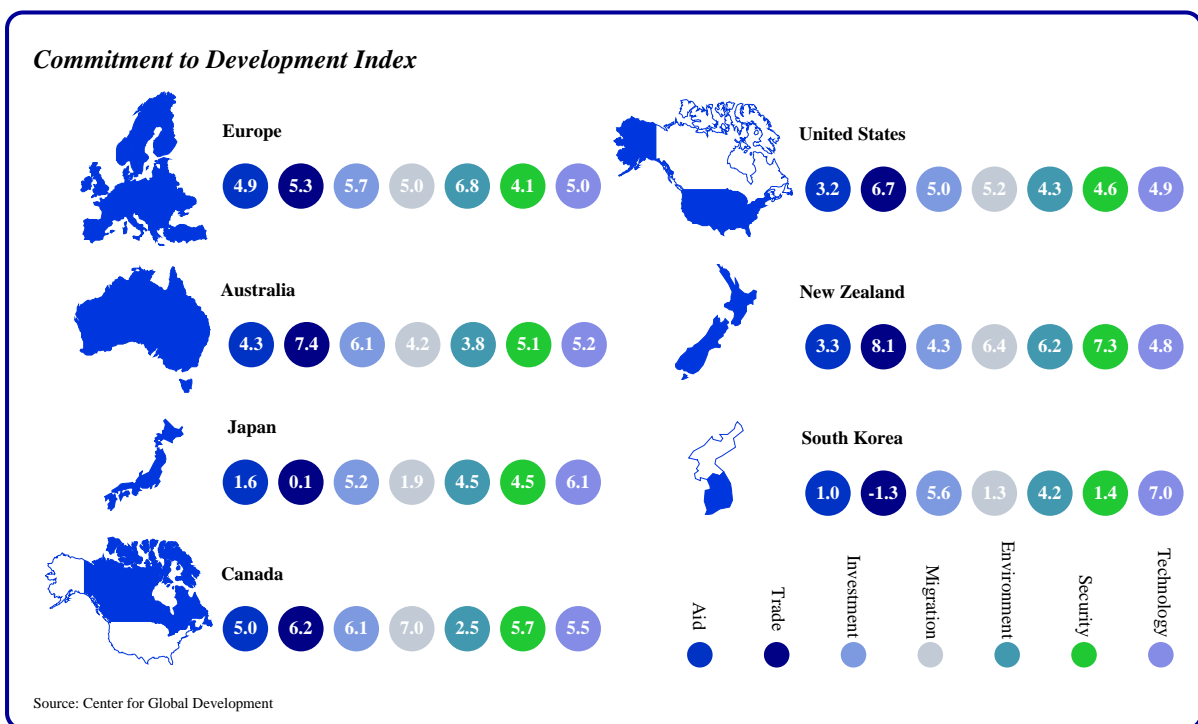 Commitment to Development Index
Europe
4.9 5.3 5.7 5.0 6.8 4.1 5.0
United States
3.2 6.7 5.0 5.2 4.3 4.6 4.9
Australia
4.3 7.4 6.1 4.2 3.8 5.1 5.2
New Zealand
3.3 8.1 4.3 6.4 6.2 7.3 4.8
Japan
1.6 0.1 5.2 1.9 4.5 4.5 6.1
South Korea
1.0 -1.3 5.6 1.3 4.2 1.4 7.0
Canada
5.0 6.2 6.1 7.0 2.5 5.7 5.5
Aid
Trade
Investment
Migration
Environment
Security
Technology
Source: Center for Global Development